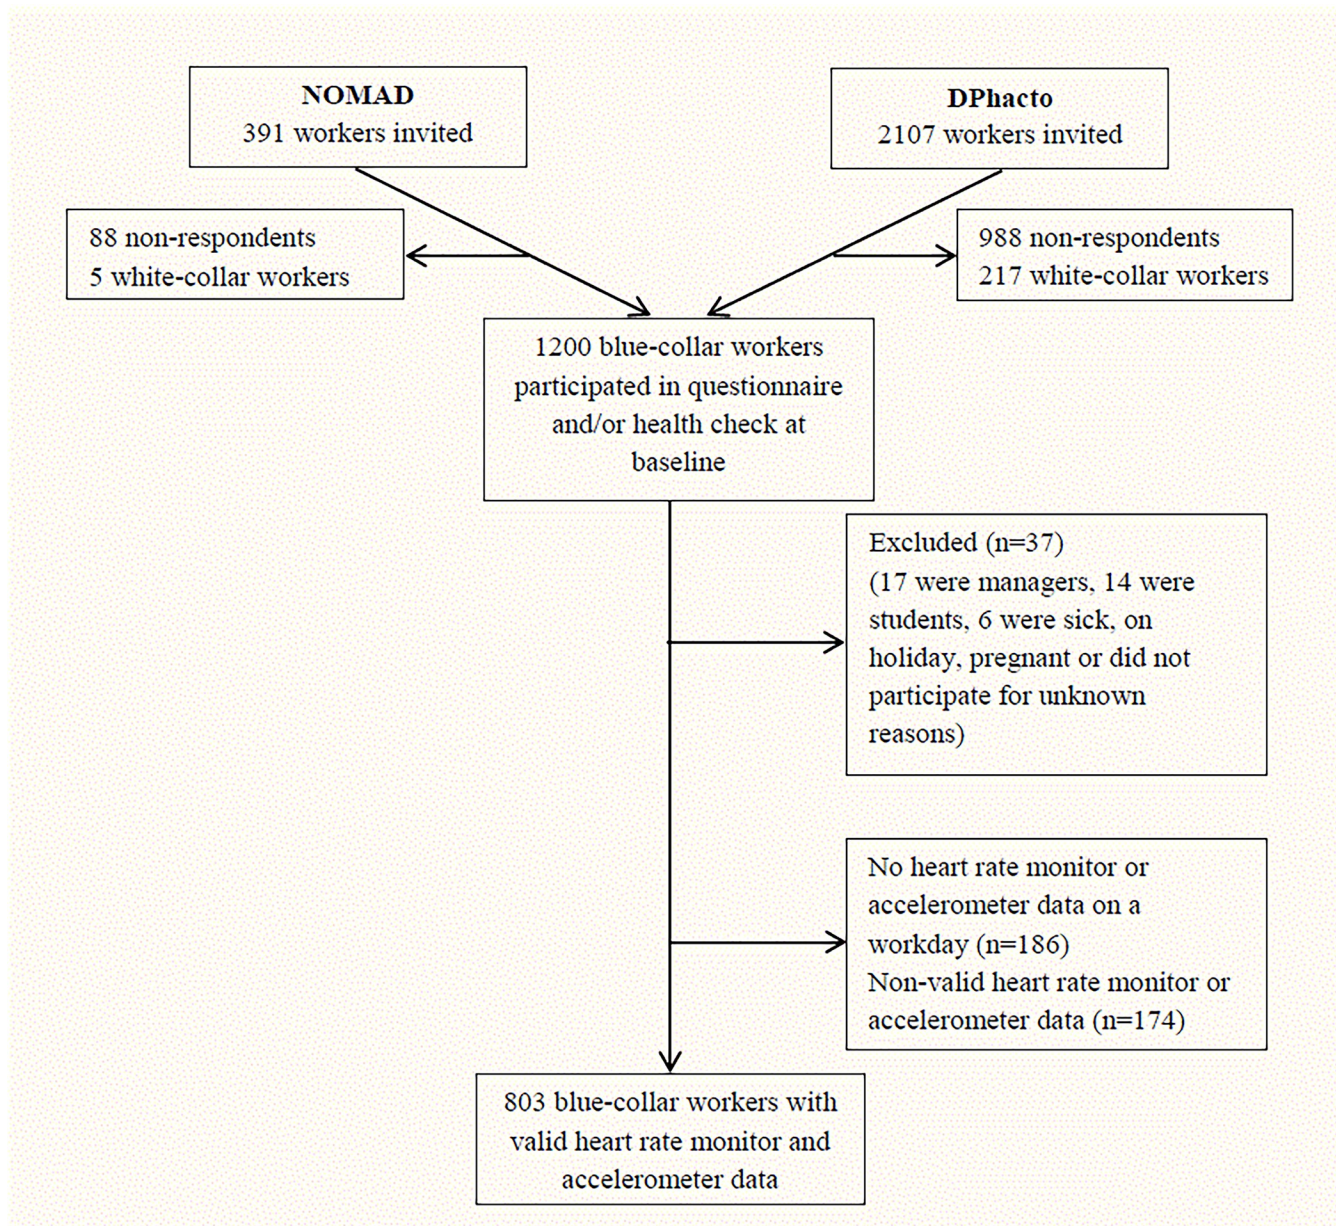 NOMAD
391 workers invited
DPhacto
2107 workers invited
88 non-respondents
5 white-collar workers
988 non-respondents
217 white-collar workers
1200 blue-collar workers
participated in questionnaire
and/or health check at
baseline
Excluded (n=37)
(17 were managers, 14 were
students, 6 were sick, on
holiday, pregnant or did not
participate for unknown
reasons)
No heart rate monitor or
accelerometer data on a
workday (n=186)
Non-valid heart rate monitor or
accelerometer data (n=174)
803 blue-collar workers with
valid heart rate monitor and
accelerometer data